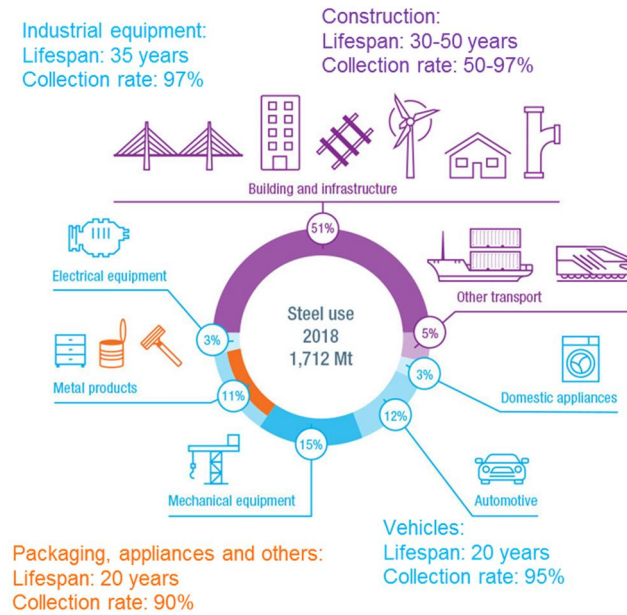 Industrial equipment:
Lifespan: 35 years
Collection rate: 97%
Construction:
Lifespan: 30-50 years
Collection rate: 50-97%
Building and infrastructure
51%
Electrical equipment
3%
Other transport
5%
Steel use
2018
1,712 Mt
Metal products
11%
Domestic appliances
3%
Mechanical equipment
15%
Automotive
12%
Packaging, appliances and others:
Lifespan: 20 years
Collection rate: 90%
Vehicles:
Lifespan: 20 years
Collection rate: 95%